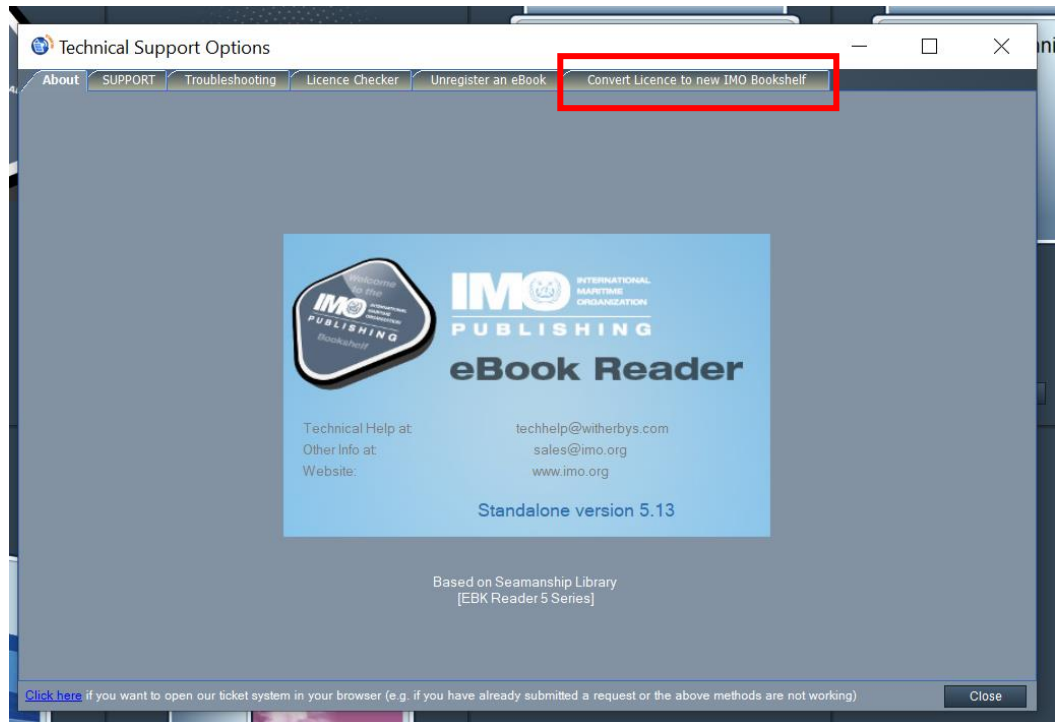 Technical Support Options
About SUPPORT Troubleshooting Licence Checker Unregister an eBook Convert Licence to new IMO Bookshelf
Welcome
to the
IMO INTERNATIONAL MARITIME ORGANIZATION
PUBLISHING
Bookshelf
IMO INTERNATIONAL
MARITIME
ORGANIZATION
PUBLISHING
eBook Reader
Technical Help at: techhelp@witherbys.com
Other Info at: sales@imo.org
Website: www.imo.org
Standalone version 5.13
Based on Seamanship Library
[EBK Reader 5 Series]
Click here if you want to open our ticket system in your browser (e.g. if you have already submitted a request or the above methods are not working) Close